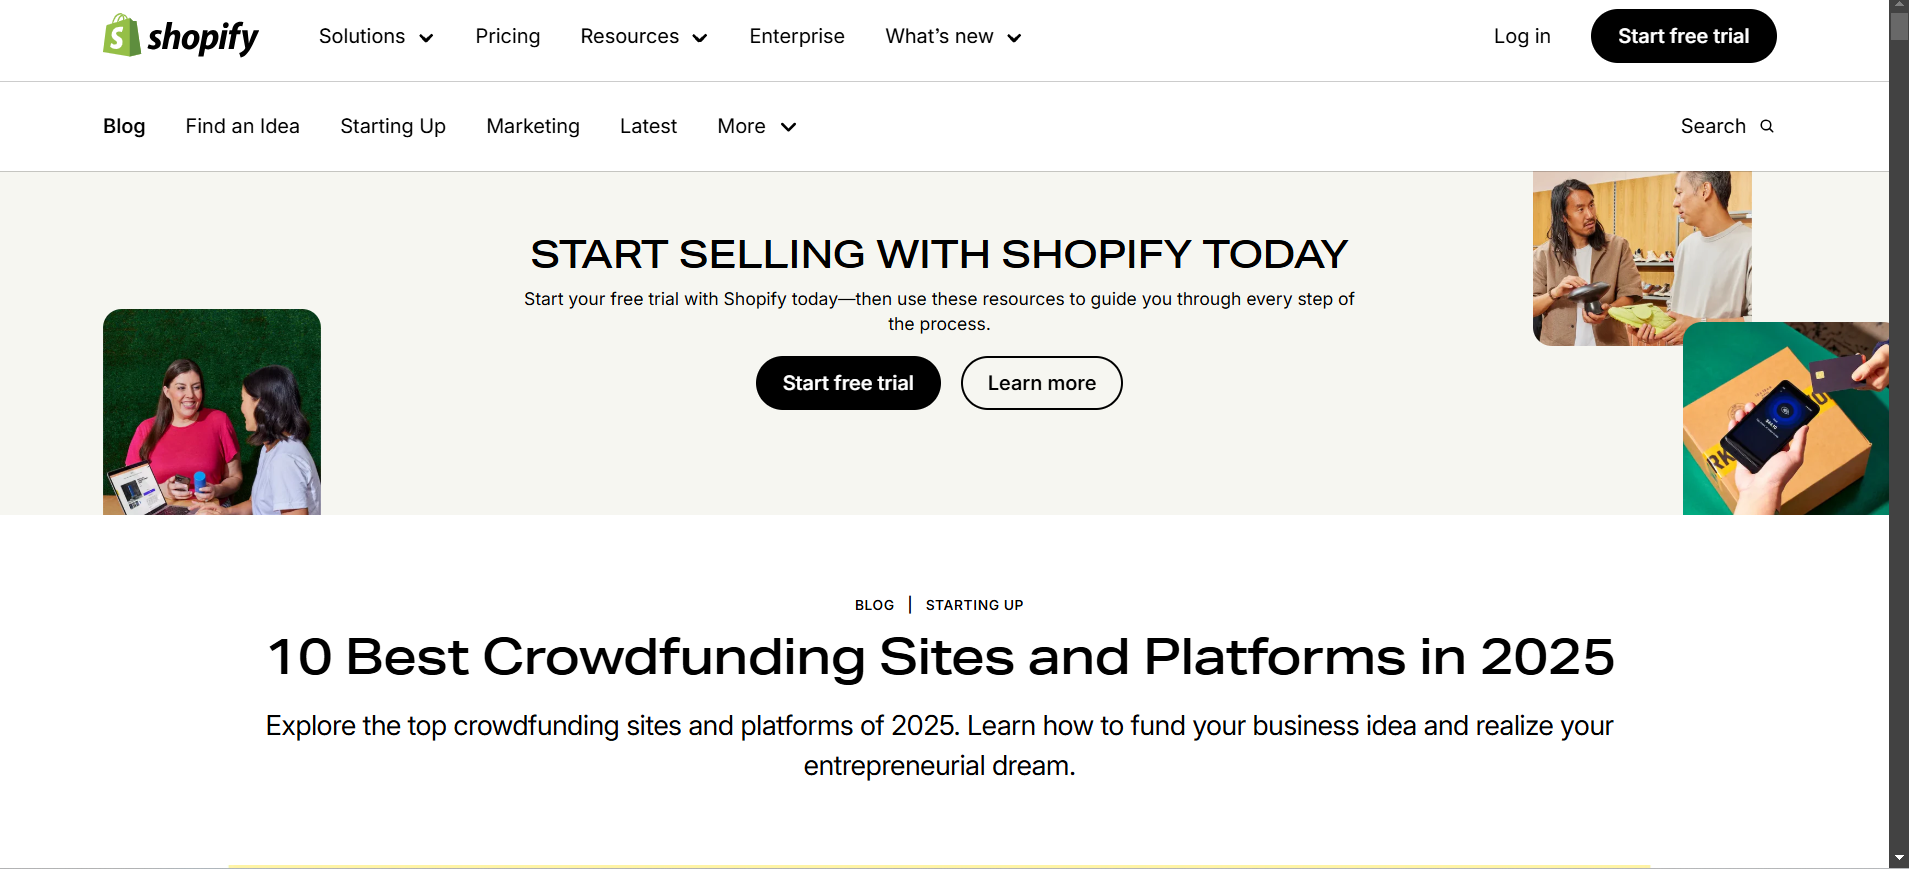 shopify
Solutions Pricing Resources Enterprise What's new Log in Start free trial
Blog Find an Idea Starting Up Marketing Latest More Search
START SELLING WITH SHOPIFY TODAY
Start your free trial with Shopify today—then use these resources to guide you through every step of
the process.
Start free trial Learn more
BLOG | STARTING UP
10 Best Crowdfunding Sites and Platforms in 2025
Explore the top crowdfunding sites and platforms of 2025. Learn how to fund your business idea and realize your
entrepreneurial dream.